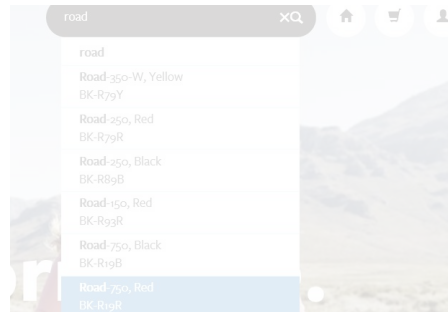 road
road
Road-350-W, Yellow
BK-R79Y
Road-250, Red
BK-R79R
Road-250, Black
BK-R89B
Road-150, Red
BK-R93R
Road-750, Black
BK-R19B
Road-750, Red
BK-R19R